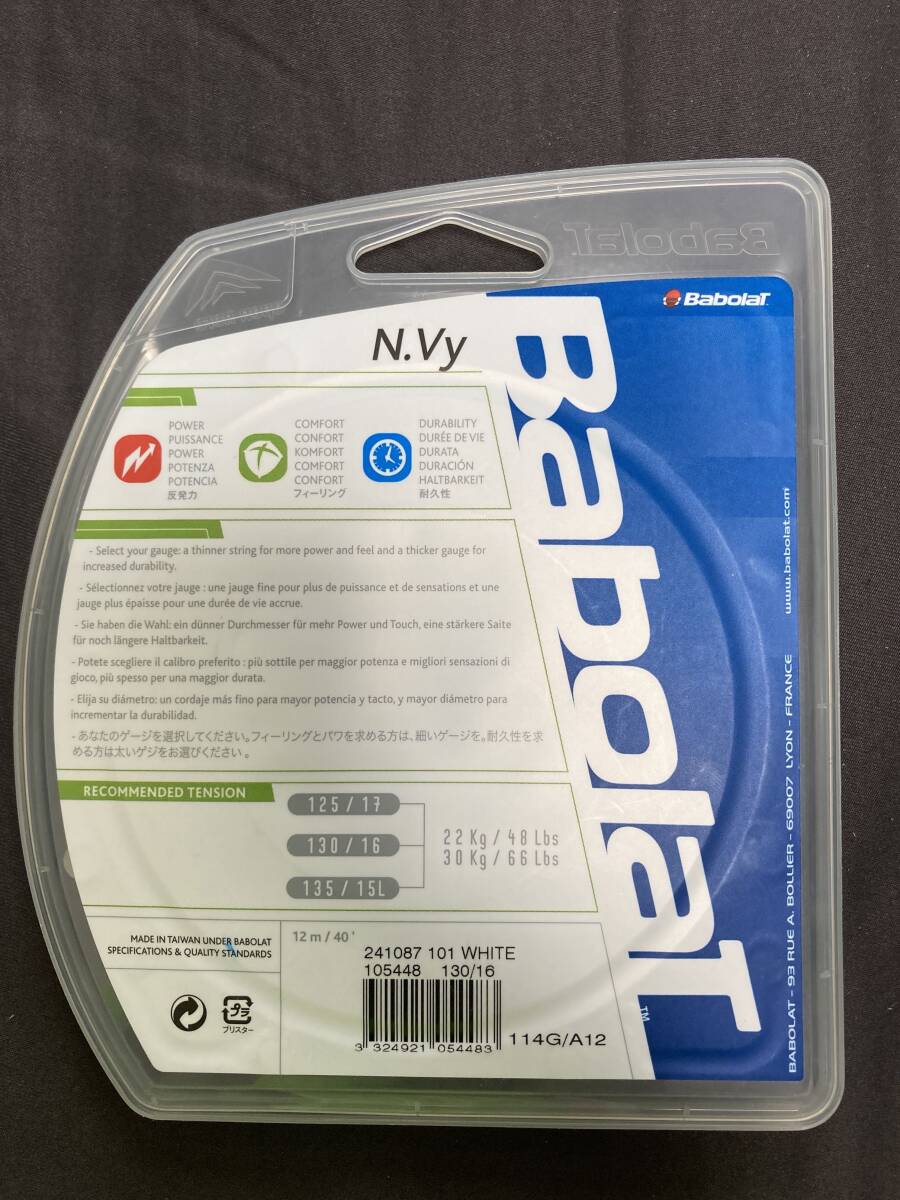 BabolaT
BabolaT
N.Vy
BabolaT
TM
POWER
PUISSANCE
POWER
POTENZA
POTENCIA
反発力
COMFORT
CONFORT
KOMFORT
COMFORT
CONFORT
フィーリング
DURABILITY
DURÉE DE VIE
DURATA
DURACIÓN
HALTBARKEIT
耐久性
- Select your gauge: a thinner string for more power and feel and a thicker gauge for
increased durability.
- Sélectionnez votre jauge : une jauge fine pour plus de puissance et de sensations et une
jauge plus épaisse pour une durée de vie accrue.
- Sie haben die Wahl: ein dünner Durchmesser für mehr Power und Touch, eine stärkere Saite
für noch längere Haltbarkeit.
- Potete scegliere il calibro preferito : più sottile per maggior potenza e migliori sensazioni di
gioco, più spesso per una maggior durata.
- Elija su diámetro: un cordaje más fino para mayor potencia y tacto, y mayor diámetro para
incrementar la durabilidad.
- あなたのゲージを選択してください。フィーリングとパワを求める方は、細いゲージを。耐久性を求
める方は太いゲジをお選びください 。
RECOMMENDED TENSION
125 / 17
130 / 16
135 / 15L
22 Kg / 48 Lbs
30 Kg / 66 Lbs
MADE IN TAIWAN UNDER BABOLAT
SPECIFICATIONS & QUALITY STANDARDS
プラ
ブリスター
12 m / 40 '
241087 101 WHITE
105448 130/16
3 324921 054483
114G/A12
BABOLAT - 93 RUE A. BOLLIER - 69007 LYON - FRANCE www.babolat.com